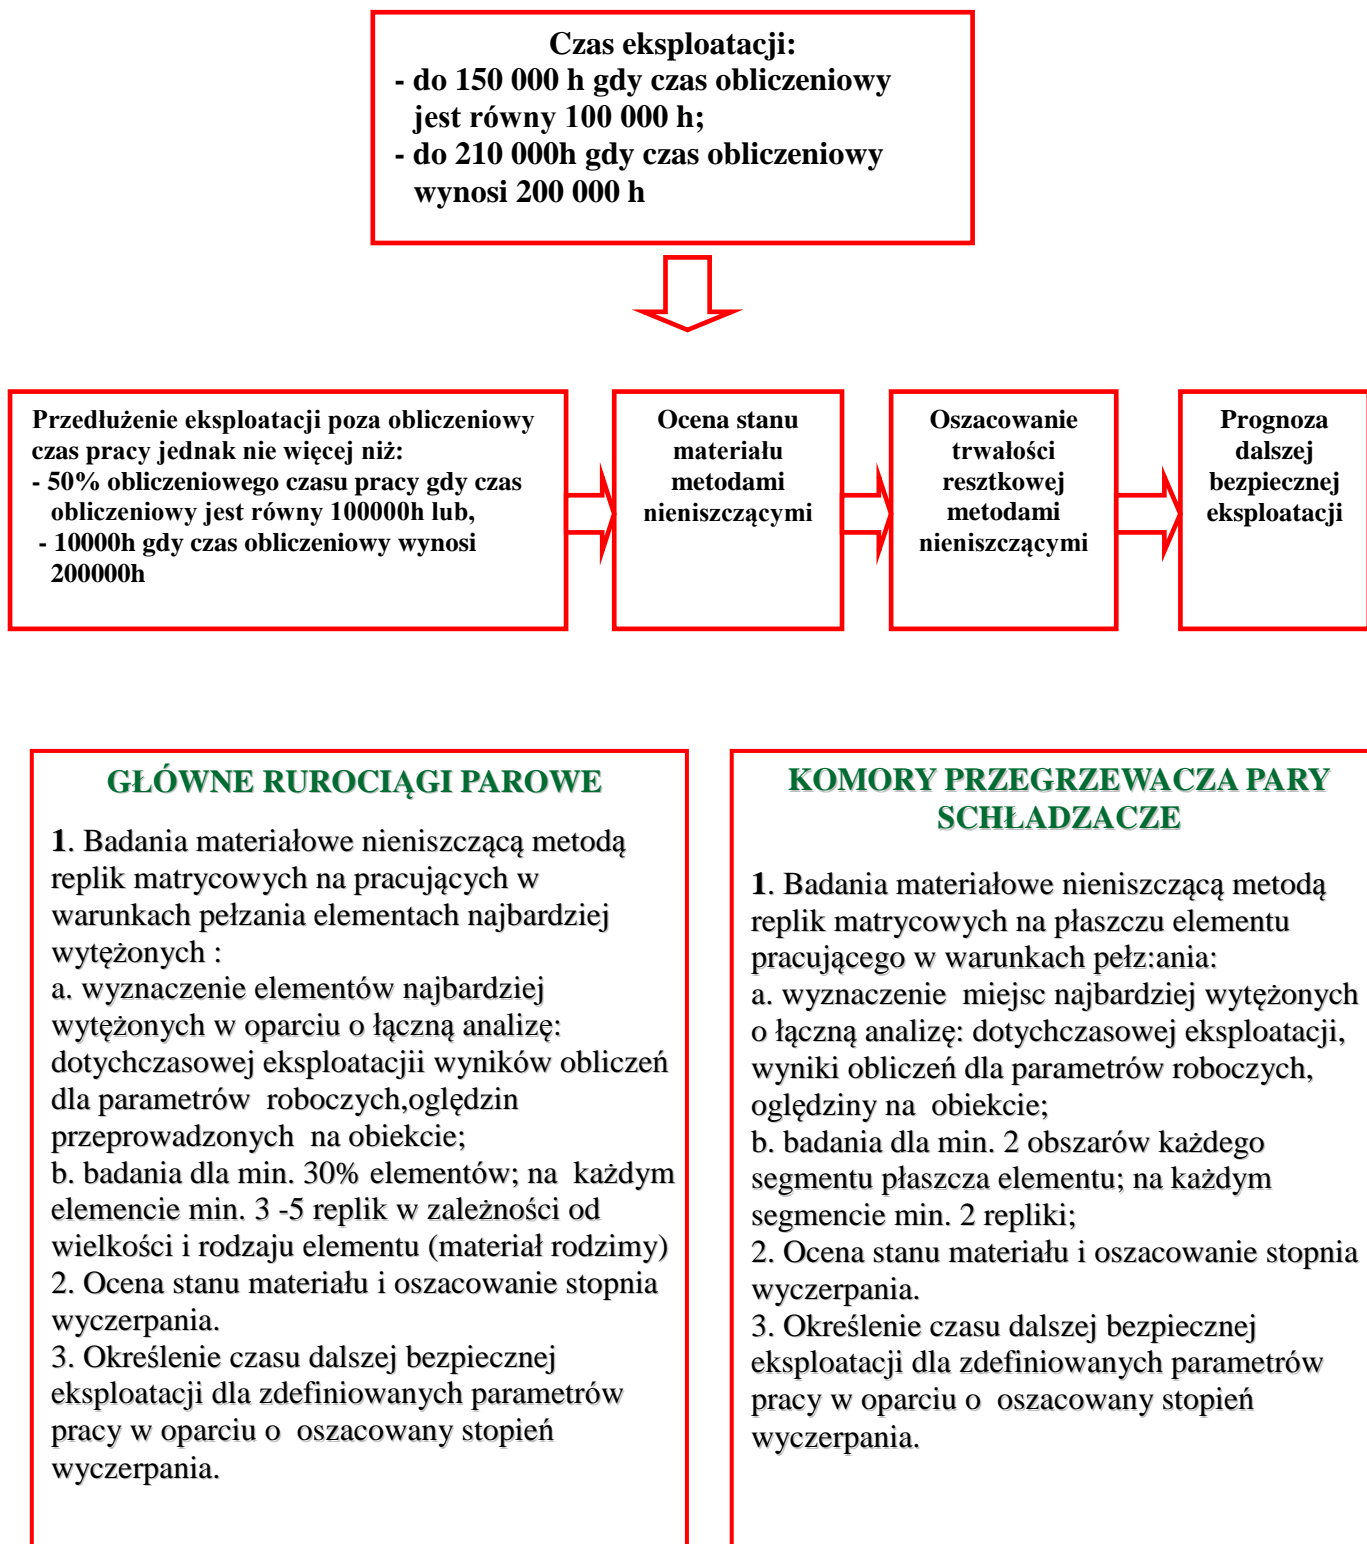 Czas eksploatacji:
- do 150 000 h gdy czas obliczeniowy
jest równy 100 000 h;
- do 210 000h gdy czas obliczeniowy
wynosi 200 000 h
Przedłużenie eksploatacji poza obliczeniowy
czas pracy jednak nie więcej niż:
- 50% obliczeniowego czasu pracy gdy czas
obliczeniowy jest równy 100000h lub,
- 10000h gdy czas obliczeniowy wynosi
200000h
Ocena stanu
materiału
metodami
nieniszczącymi
Oszacowanie
trwałości
resztkowej
metodami
nieniszczącymi
Prognoza
dalszej
bezpiecznej
eksploatacji
GŁÓWNE RUROCIĄGI PAROWE
1. Badania materiałowe nieniszczącą metodą
replik matrycowych na pracujących w
warunkach pełzania elementach najbardziej
wytężonych :
a. wyznaczenie elementów najbardziej
wytężonych w oparciu o łączną analizę:
dotychczasowej eksploatacjii wyników obliczeń
dla parametrów roboczych,oględzin
przeprowadzonych na obiekcie;
b. badania dla min. 30% elementów; na każdym
elemencie min. 3 -5 replik w zależności od
wielkości i rodzaju elementu (materiał rodzimy)
2. Ocena stanu materiału i oszacowanie stopnia
wyczerpania.
3. Określenie czasu dalszej bezpiecznej
eksploatacji dla zdefiniowanych parametrów
pracy w oparciu o oszacowany stopień
wyczerpania.
KOMORY PRZEGRZEWACZA PARY
SCHŁADZACZE
1. Badania materiałowe nieniszczącą metodą
replik matrycowych na płaszczu elementu
pracującego w warunkach pełz:ania:
a. wyznaczenie miejsc najbardziej wytężonych
o łączną analizę: dotychczasowej eksploatacji,
wyniki obliczeń dla parametrów roboczych,
oględziny na obiekcie;
b. badania dla min. 2 obszarów każdego
segmentu płaszcza elementu; na każdym
segmencie min. 2 repliki;
2. Ocena stanu materiału i oszacowanie stopnia
wyczerpania.
3. Określenie czasu dalszej bezpiecznej
eksploatacji dla zdefiniowanych parametrów
pracy w oparciu o oszacowany stopień
wyczerpania.